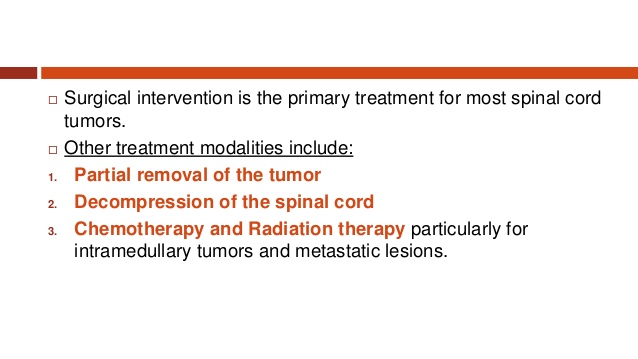 □ Surgical intervention is the primary treatment for most spinal cord
tumors.
□ Other treatment modalities include:
1. Partial removal of the tumor
2. Decompression of the spinal cord
3. Chemotherapy and Radiation therapy particularly for
intramedullary tumors and metastatic lesions.